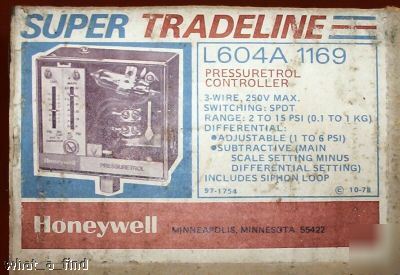 SUPER TRADELINE
L604A 1169
PRESSURETROL
CONTROLLER
3-WIRE, 250V MAX.
SWITCHING: SPDT
RANGE: 2 TO 15 PSI (0.1 TO 1 KG)
DIFFERENTIAL:
●ADJUSTABLE (1 TO 6 PSI)
●SUBTRACTIVE (MAIN
SCALE SETTING MINUS
DIFFERENTIAL SETTING)
INCLUDES SIPHON LOOP
97-1754 © 10-78
Honeywell
PRESSURETROL
Honeywell MINNEAPOLIS, MINNESOTA 55422
what_a_find